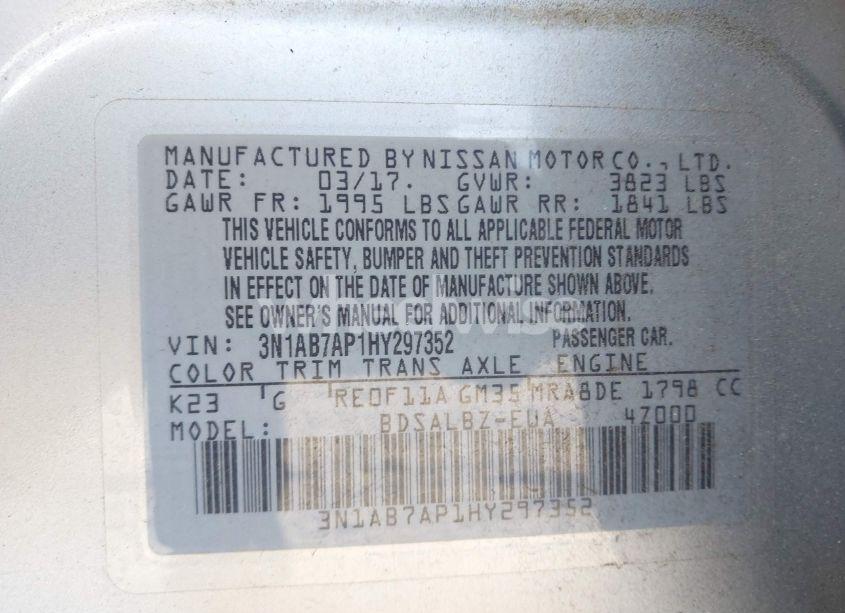 MANUFACTURED BY NISSAN MOTOR CO., LTD.
DATE: 03/17. GVWR: 3823 LBS
GAWR FR: 1995 LBS GAWR RR: 1841 LBS
THIS VEHICLE CONFORMS TO ALL APPLICABLE FEDERAL MOTOR
VEHICLE SAFETY, BUMPER AND THEFT PREVENTION STANDARDS
IN EFFECT ON THE DATE OF MANUFACTURE SHOWN ABOVE.
SEE OWNER'S MANUAL FOR ADDITIONAL INFORMATION.
VIN: 3N1AB7AP1HY297352 PASSENGER CAR.
COLOR TRIM TRANS AXLE ENGINE
K23 G RE0F11A GM35 MRA8DE 1798 CC
MODEL: BDSALBZ-EUA 4Z000
3N1AB7AP1HY297352